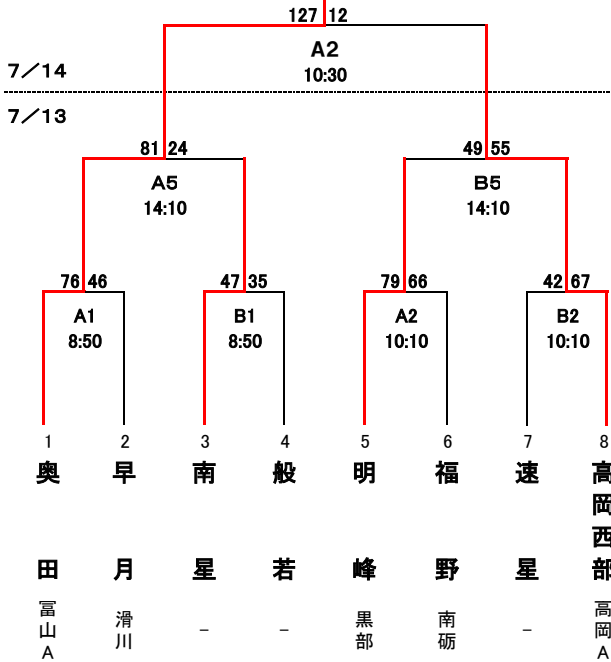 127 12
A2
10:30
7／14
7／13
81 24
49 55
A5
B5
14:10
14:10
76 46
47 35
79 66
42 67
A1
B1
A2
B2
8:50
8:50
10:10
10:10
1 2 3 4 5 6 7 8
奥田
早月
南星
般若
明峰
福野
速星
高岡西部
冨山A
滑川
－
－
黒部
南砺
－
高岡A